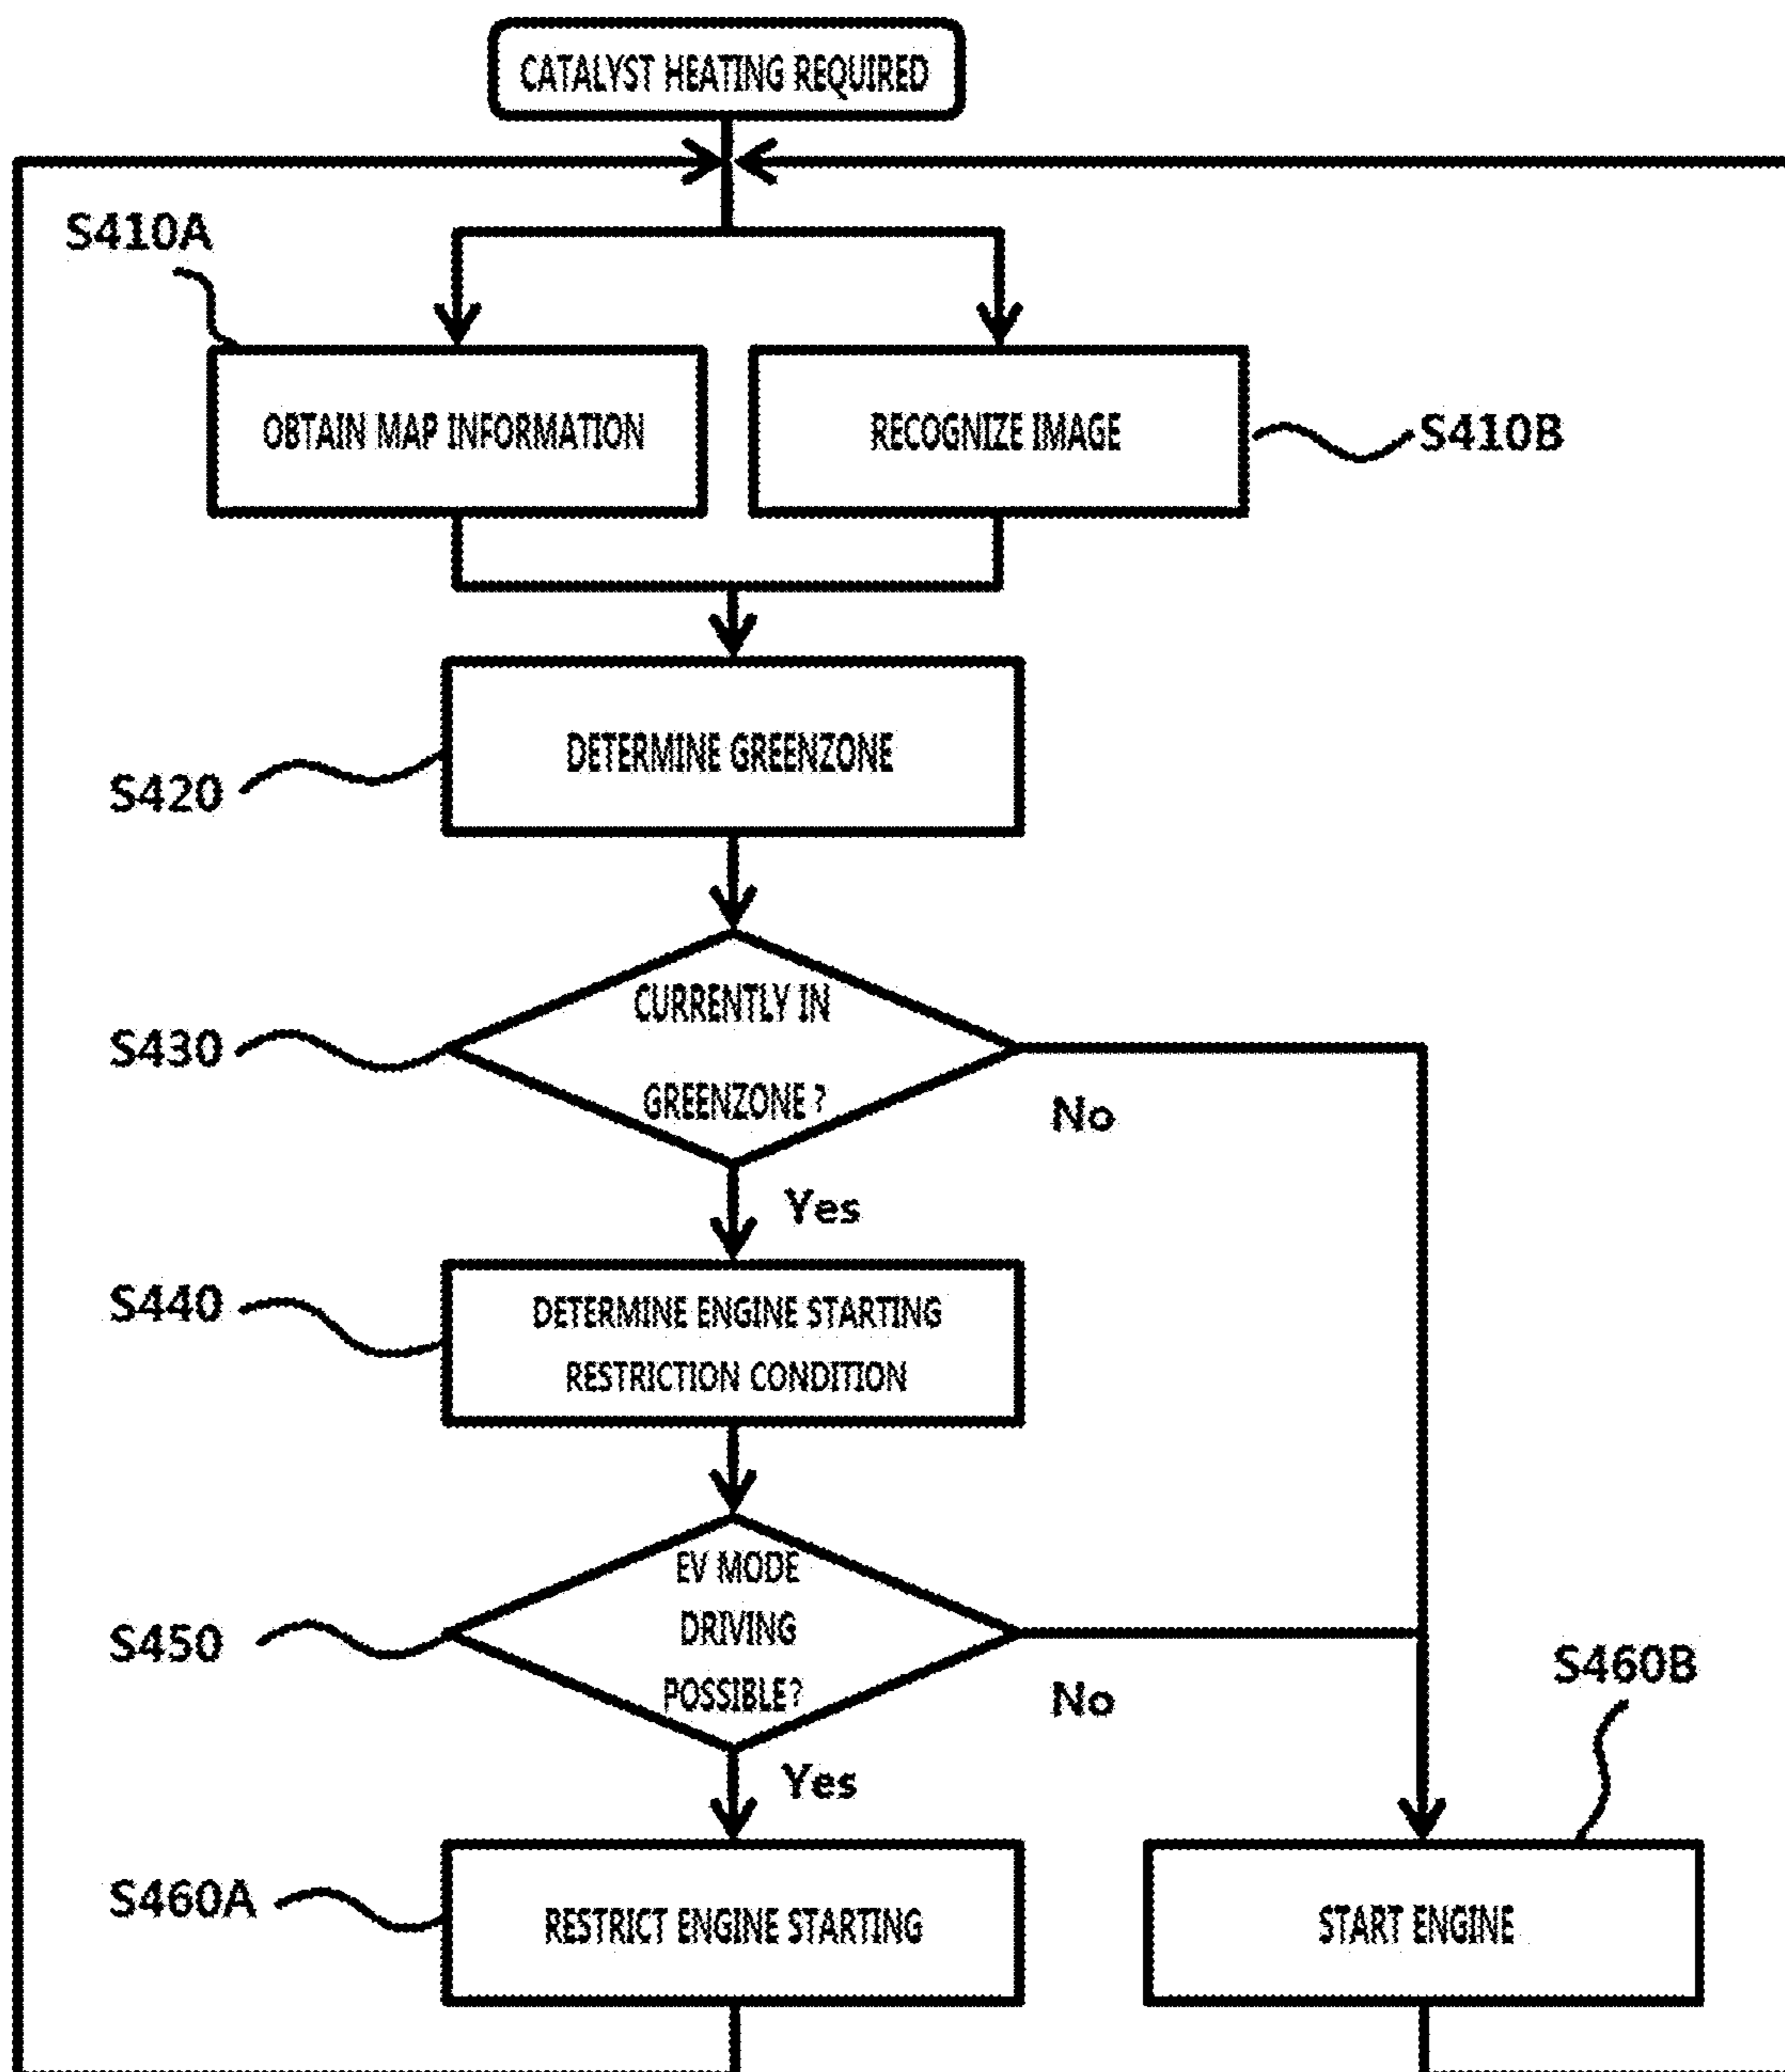 CATALYST HEATING REQUIRED
S410A
OBTAIN MAP INFORMATION
RECOGNIZE IMAGE
S410B
DETERMINE GREENZONE
S420
CURRENTLY IN
GREENZONE?
S430
No
Yes
S440
DETERMINE ENGINE STARTING
RESTRICTION CONDITION
EV MODE
DRIVING
POSSIBLE?
S450
No
S460B
Yes
S460A
RESTRICT ENGINE STARTING
START ENGINE